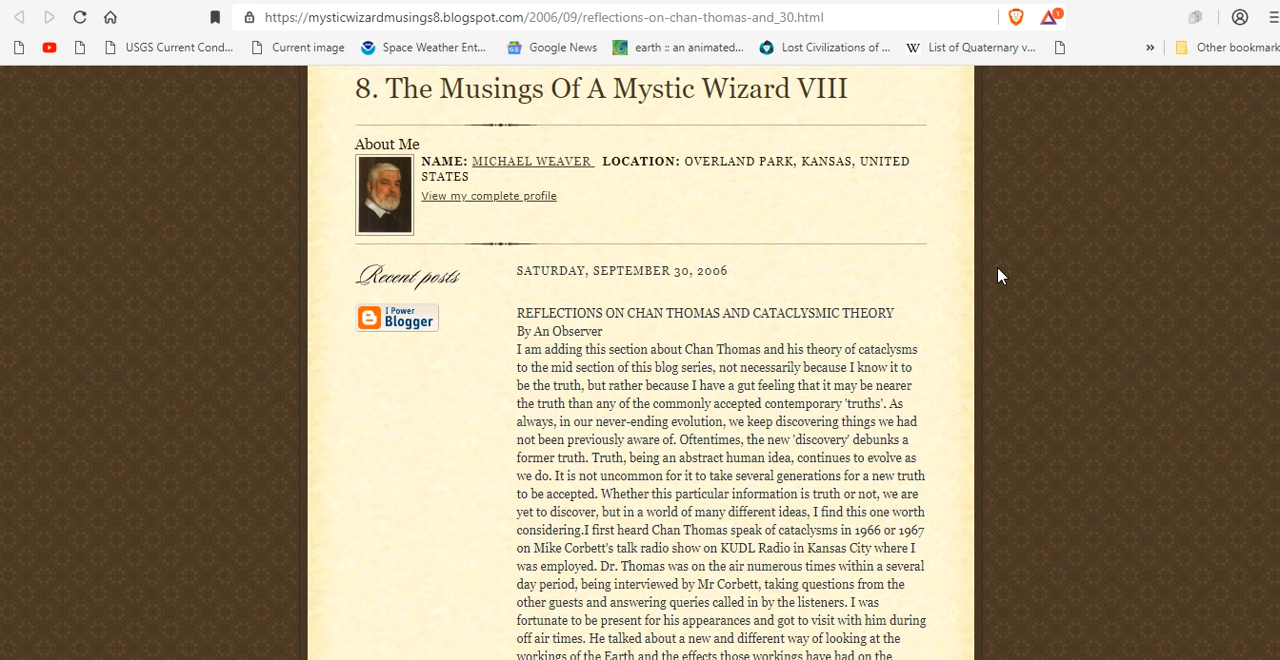 https://mysticwizardmusings8.blogspot.com/2006/09/reflections-on-chan-thomas-and_30.html
1
USGS Current Cond...
Current image
Space Weather Ent...
Google News
earth :: an animated...
Lost Civilizations of ...
W List of Quaternary v...
»
Other bookmark
8. The Musings Of A Mystic Wizard VIII
About Me
NAME: MICHAEL WEAVER LOCATION: OVERLAND PARK, KANSAS, UNITED
STATES
View my complete profile
Recent posts
I Power
Blogger
SATURDAY, SEPTEMBER 30, 2006
REFLECTIONS ON CHAN THOMAS AND CATACLYSMIC THEORY
By An Observer
I am adding this section about Chan Thomas and his theory of cataclysms
to the mid section of this blog series, not necessarily because I know it to
be the truth, but rather because I have a gut feeling that it may be nearer
the truth than any of the commonly accepted contemporary 'truths'. As
always, in our never-ending evolution, we keep discovering things we had
not been previously aware of. Oftentimes, the new 'discovery' debunks a
former truth. Truth, being an abstract human idea, continues to evolve as
we do. It is not uncommon for it to take several generations for a new truth
to be accepted. Whether this particular information is truth or not, we are
yet to discover, but in a world of many different ideas, I find this one worth
considering.I first heard Chan Thomas speak of cataclysms in 1966 or 1967
on Mike Corbett's talk radio show on KUDL Radio in Kansas City where I
was employed. Dr. Thomas was on the air numerous times within a several
day period, being interviewed by Mr Corbett, taking questions from the
other guests and answering queries called in by the listeners. I was
fortunate to be present for his appearances and got to visit with him during
off air times. He talked about a new and different way of looking at the
workings of the Earth and the effects those workings have had on the